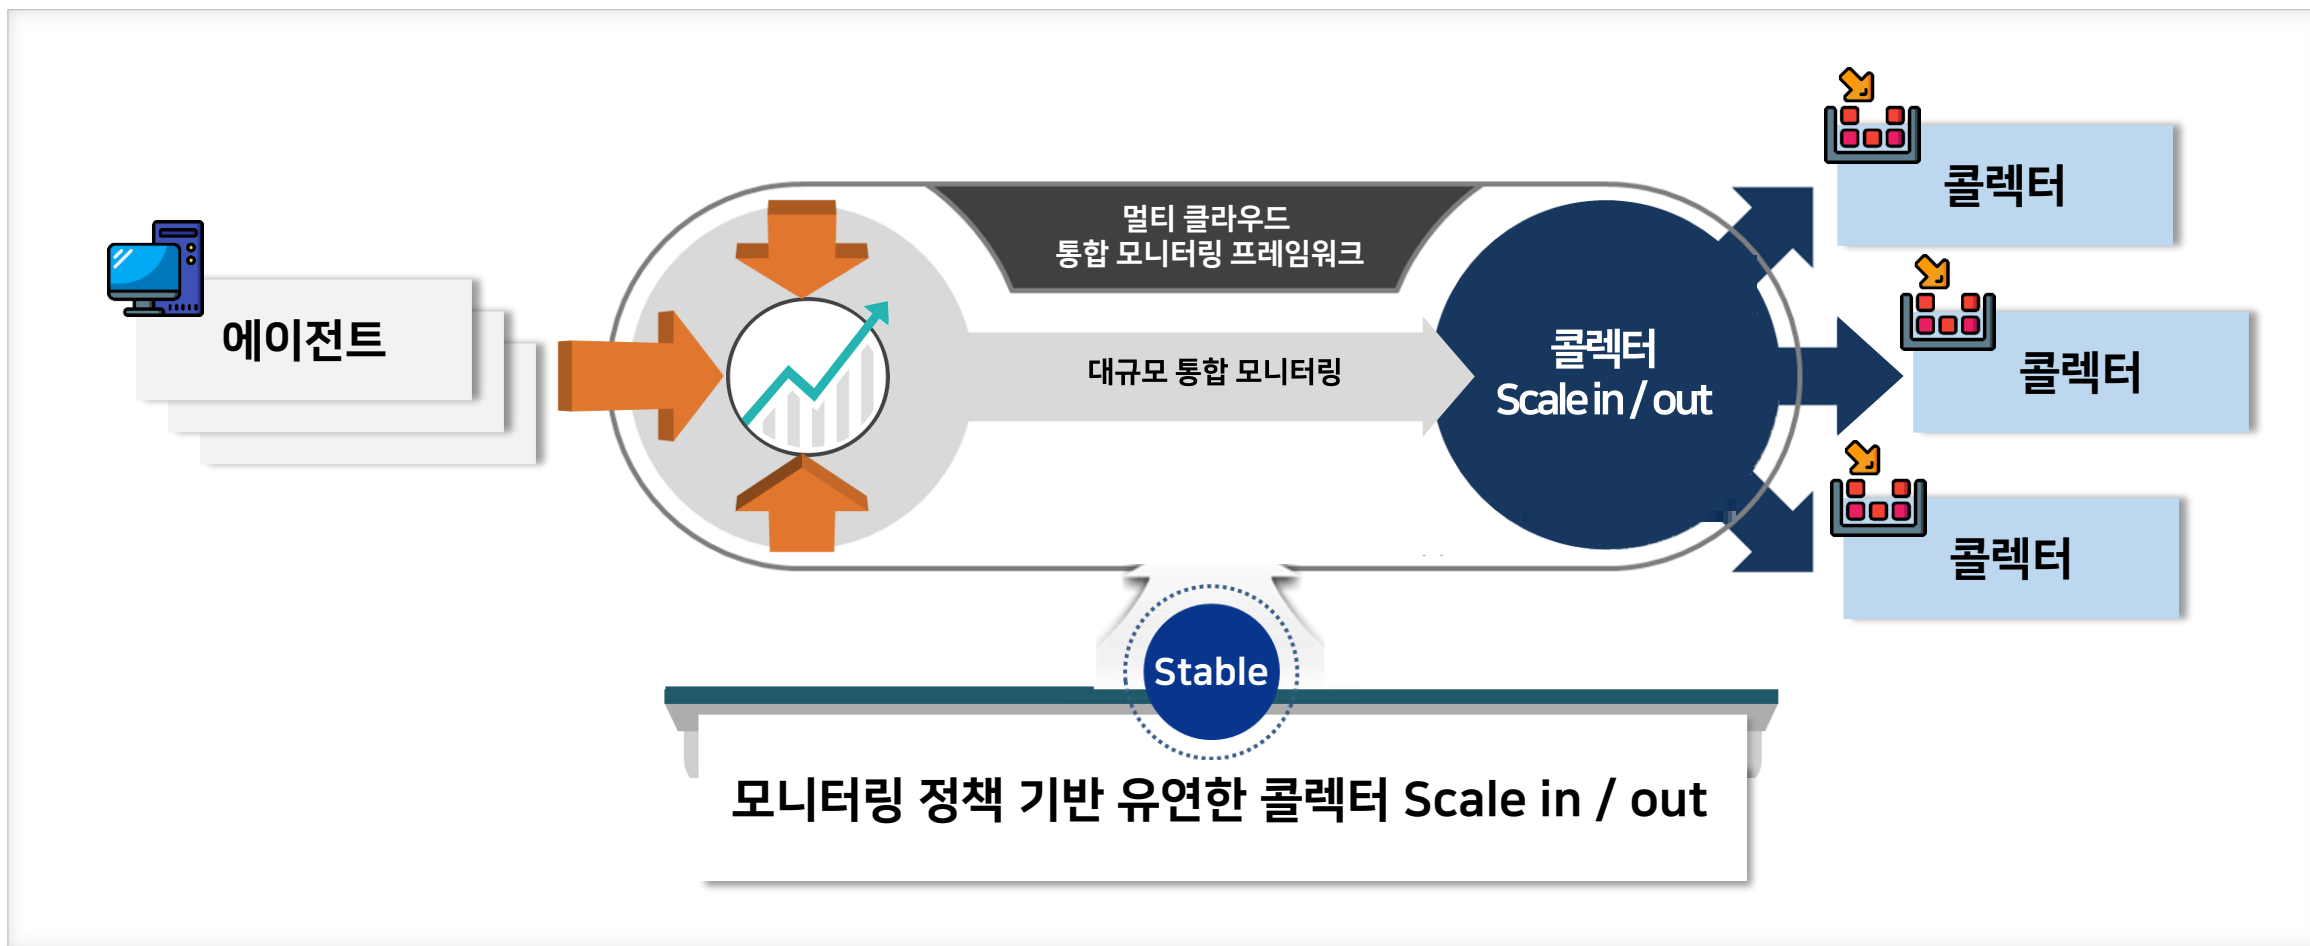 에이전트
멀티 클라우드
통합 모니터링 프레임워크
대규모 통합 모니터링
콜렉터
Scale in / out
콜렉터
콜렉터
콜렉터
Stable
모니터링 정책 기반 유연한 콜렉터 Scale in / out